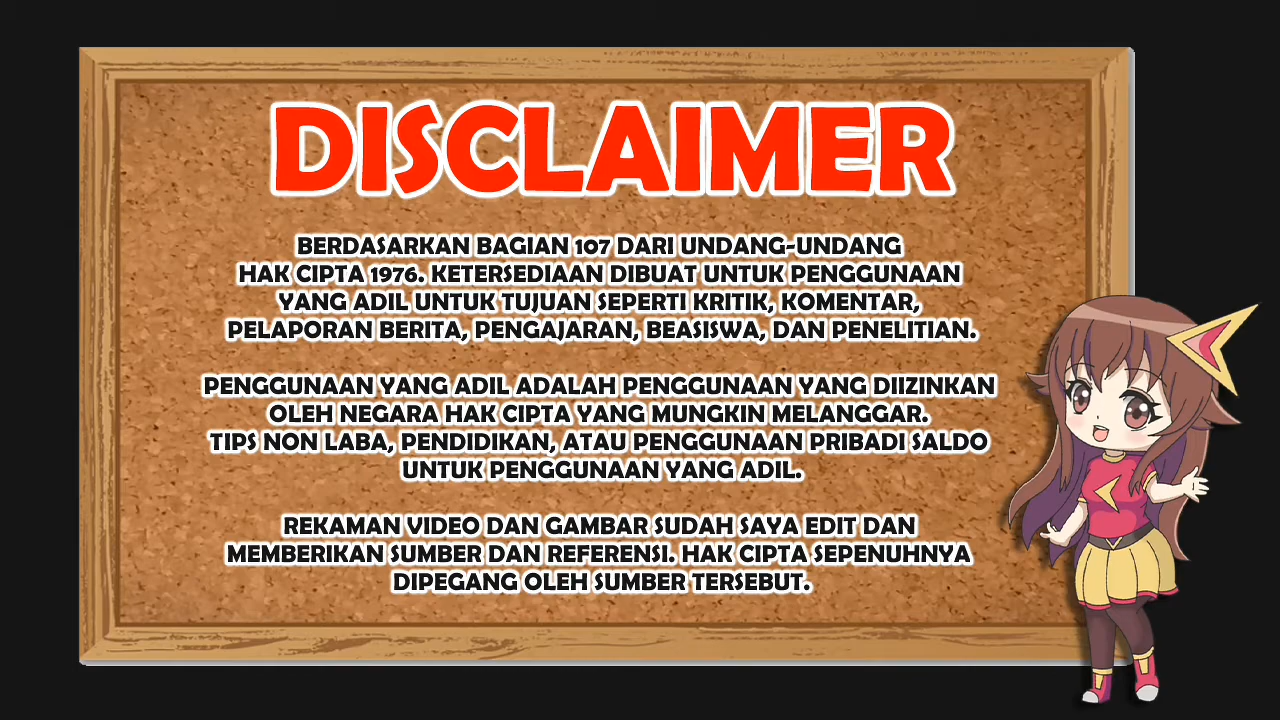 DISCLAIMER
BERDASARKAN BAGIAN 107 DARI UNDANG-UNDANG
HAK CIPTA 1976. KETERSEDIAAN DIBUAT UNTUK PENGGUNAAN
YANG ADIL UNTUK TUJUAN SEPERTI KRITIK, KOMENTAR,
PELAPORAN BERITA, PENGAJARAN, BEASISWA, DAN PENELITIAN.
PENGGUNAAN YANG ADIL ADALAH PENGGUNAAN YANG DIIZINKAN
OLEH NEGARA HAK CIPTA YANG MUNGKIN MELANGGAR.
TIPS NON LABA, PENDIDIKAN, ATAU PENGGUNAAN PRIBADI SALDO
UNTUK PENGGUNAAN YANG ADIL.
REKAMAN VIDEO DAN GAMBAR SUDAH SAYA EDIT DAN
MEMBERIKAN SUMBER DAN REFERENSI. HAK CIPTA SEPENUHNYA
DIPEGANG OLEH SUMBER TERSEBUT.